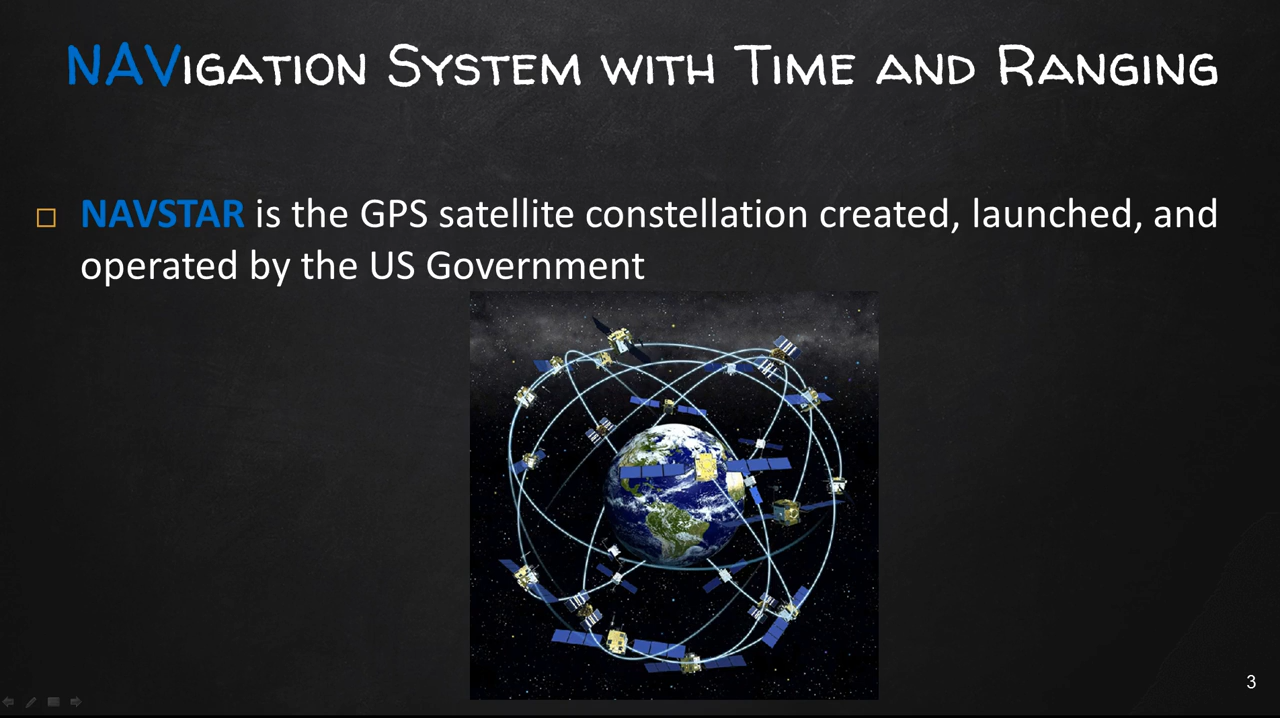 NAVigation System with Time and Ranging
NAVSTAR is the GPS satellite constellation created, launched, and
operated by the US Government
3